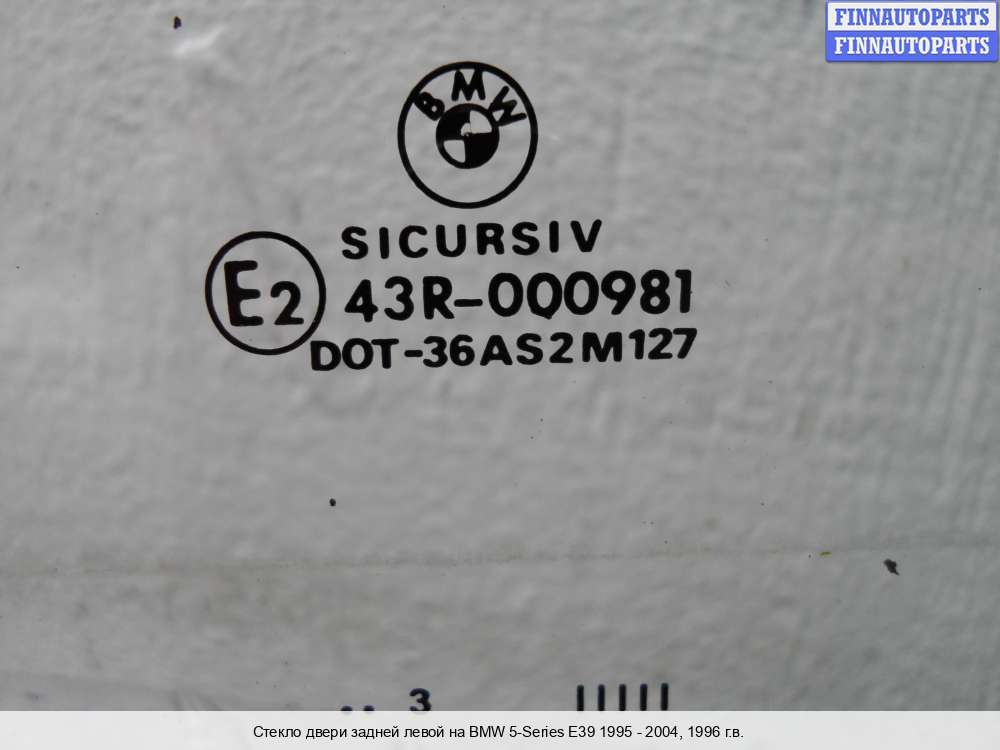 FINNAUTOPARTS
FINNAUTOPARTS
BMW
SICURSIV
E2
43R-000981
DOT-36AS2M127
.. 3 |||||
Стекло двери задней левой на BMW 5-Series E39 1995 - 2004, 1996 г.в.